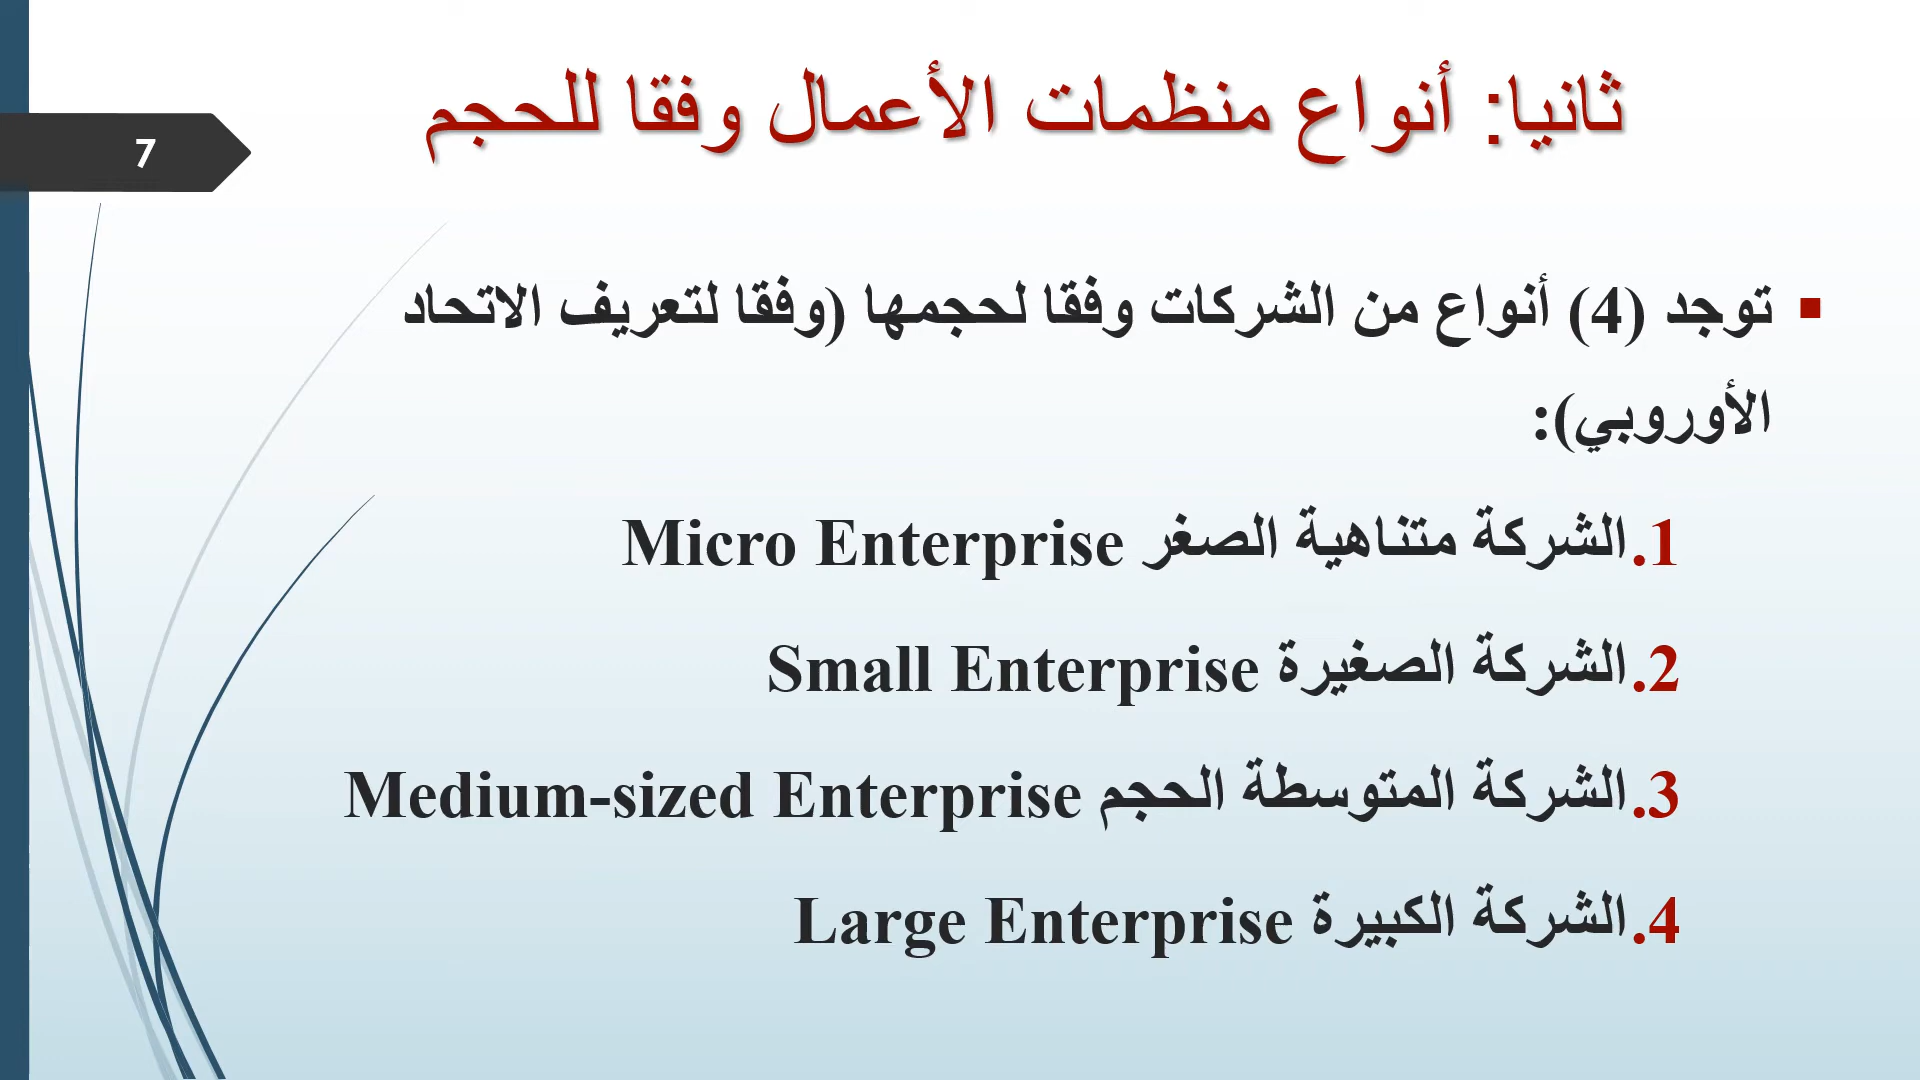 ثانيا: أنواع منظمات الأعمال وفقا للحجم
7
▪ توجد (4) أنواع من الشركات وفقا لحجمها (وفقا لتعريف الاتحاد
الأوروبي):
1. الشركة متناهية الصغر Micro Enterprise
2. الشركة الصغيرة Small Enterprise
3. الشركة المتوسطة الحجم Medium-sized Enterprise
4. الشركة الكبيرة Large Enterprise